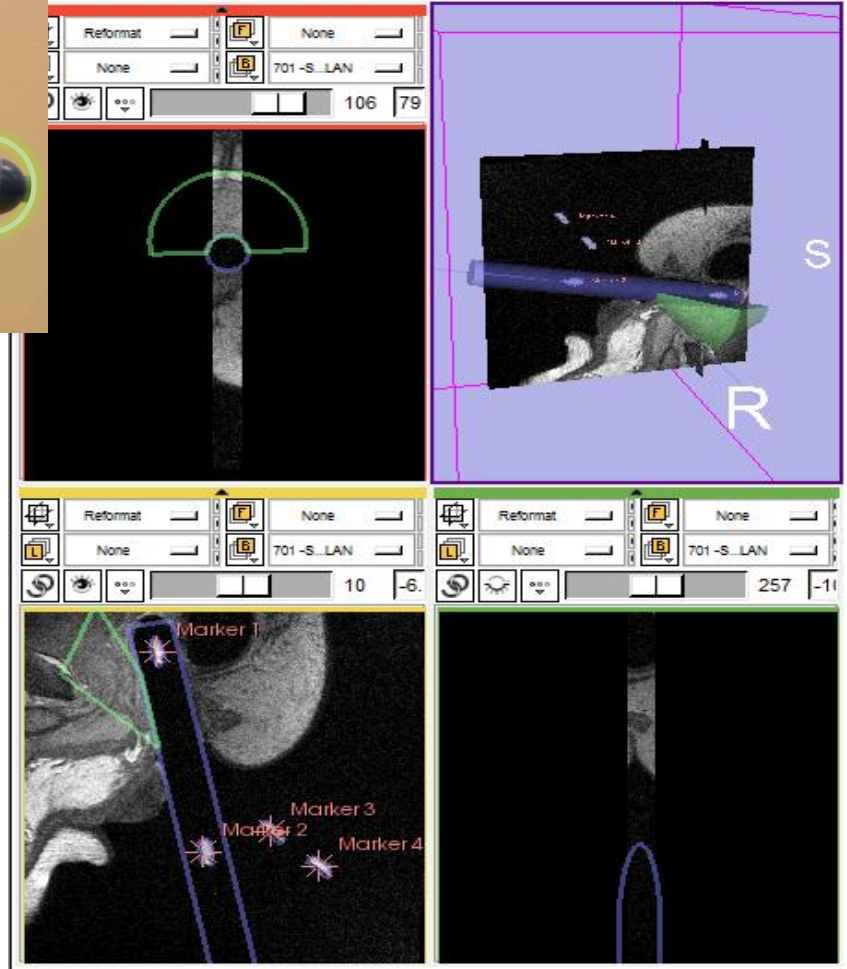 Reformat
F
None
None
B
701 -S...LAN
106
79
S
R
Reformat
F
None
L
None
B
701 -S...LAN
10
-6.
Marker 1
Marker 3
Marker 2
Marker 4
Reformat
F
None
L
None
B
701 -S...LAN
257